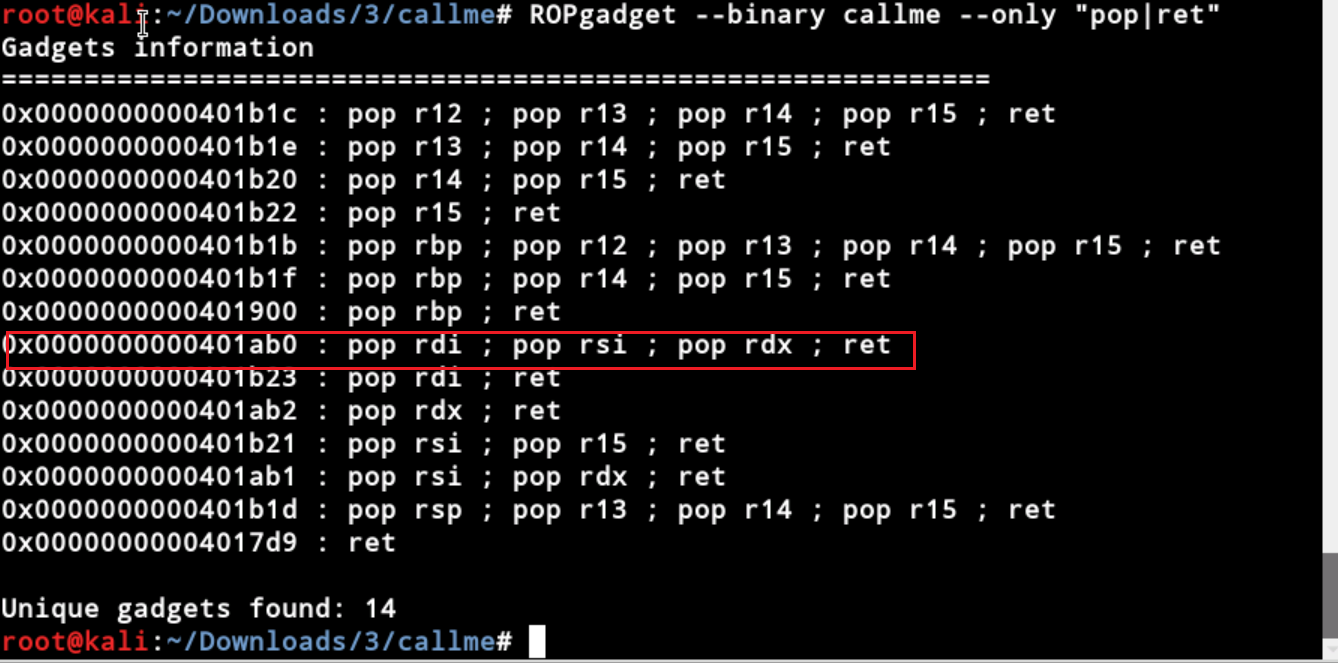 root@kali:~/Downloads/3/callme# ROPgadget --binary callme --only "pop|ret"
Gadgets information
============================================================
0x0000000000401b1c : pop r12 ; pop r13 ; pop r14 ; pop r15 ; ret
0x0000000000401b1e : pop r13 ; pop r14 ; pop r15 ; ret
0x0000000000401b20 : pop r14 ; pop r15 ; ret
0x0000000000401b22 : pop r15 ; ret
0x0000000000401b1b : pop rbp ; pop r12 ; pop r13 ; pop r14 ; pop r15 ; ret
0x0000000000401b1f : pop rbp ; pop r14 ; pop r15 ; ret
0x0000000000401900 : pop rbp ; ret
0x0000000000401ab0 : pop rdi ; pop rsi ; pop rdx ; ret
0x0000000000401b23 : pop rdi ; ret
0x0000000000401ab2 : pop rdx ; ret
0x0000000000401b21 : pop rsi ; pop r15 ; ret
0x0000000000401ab1 : pop rsi ; pop rdx ; ret
0x0000000000401b1d : pop rsp ; pop r13 ; pop r14 ; pop r15 ; ret
0x00000000004017d9 : ret
Unique gadgets found: 14
root@kali:~/Downloads/3/callme#